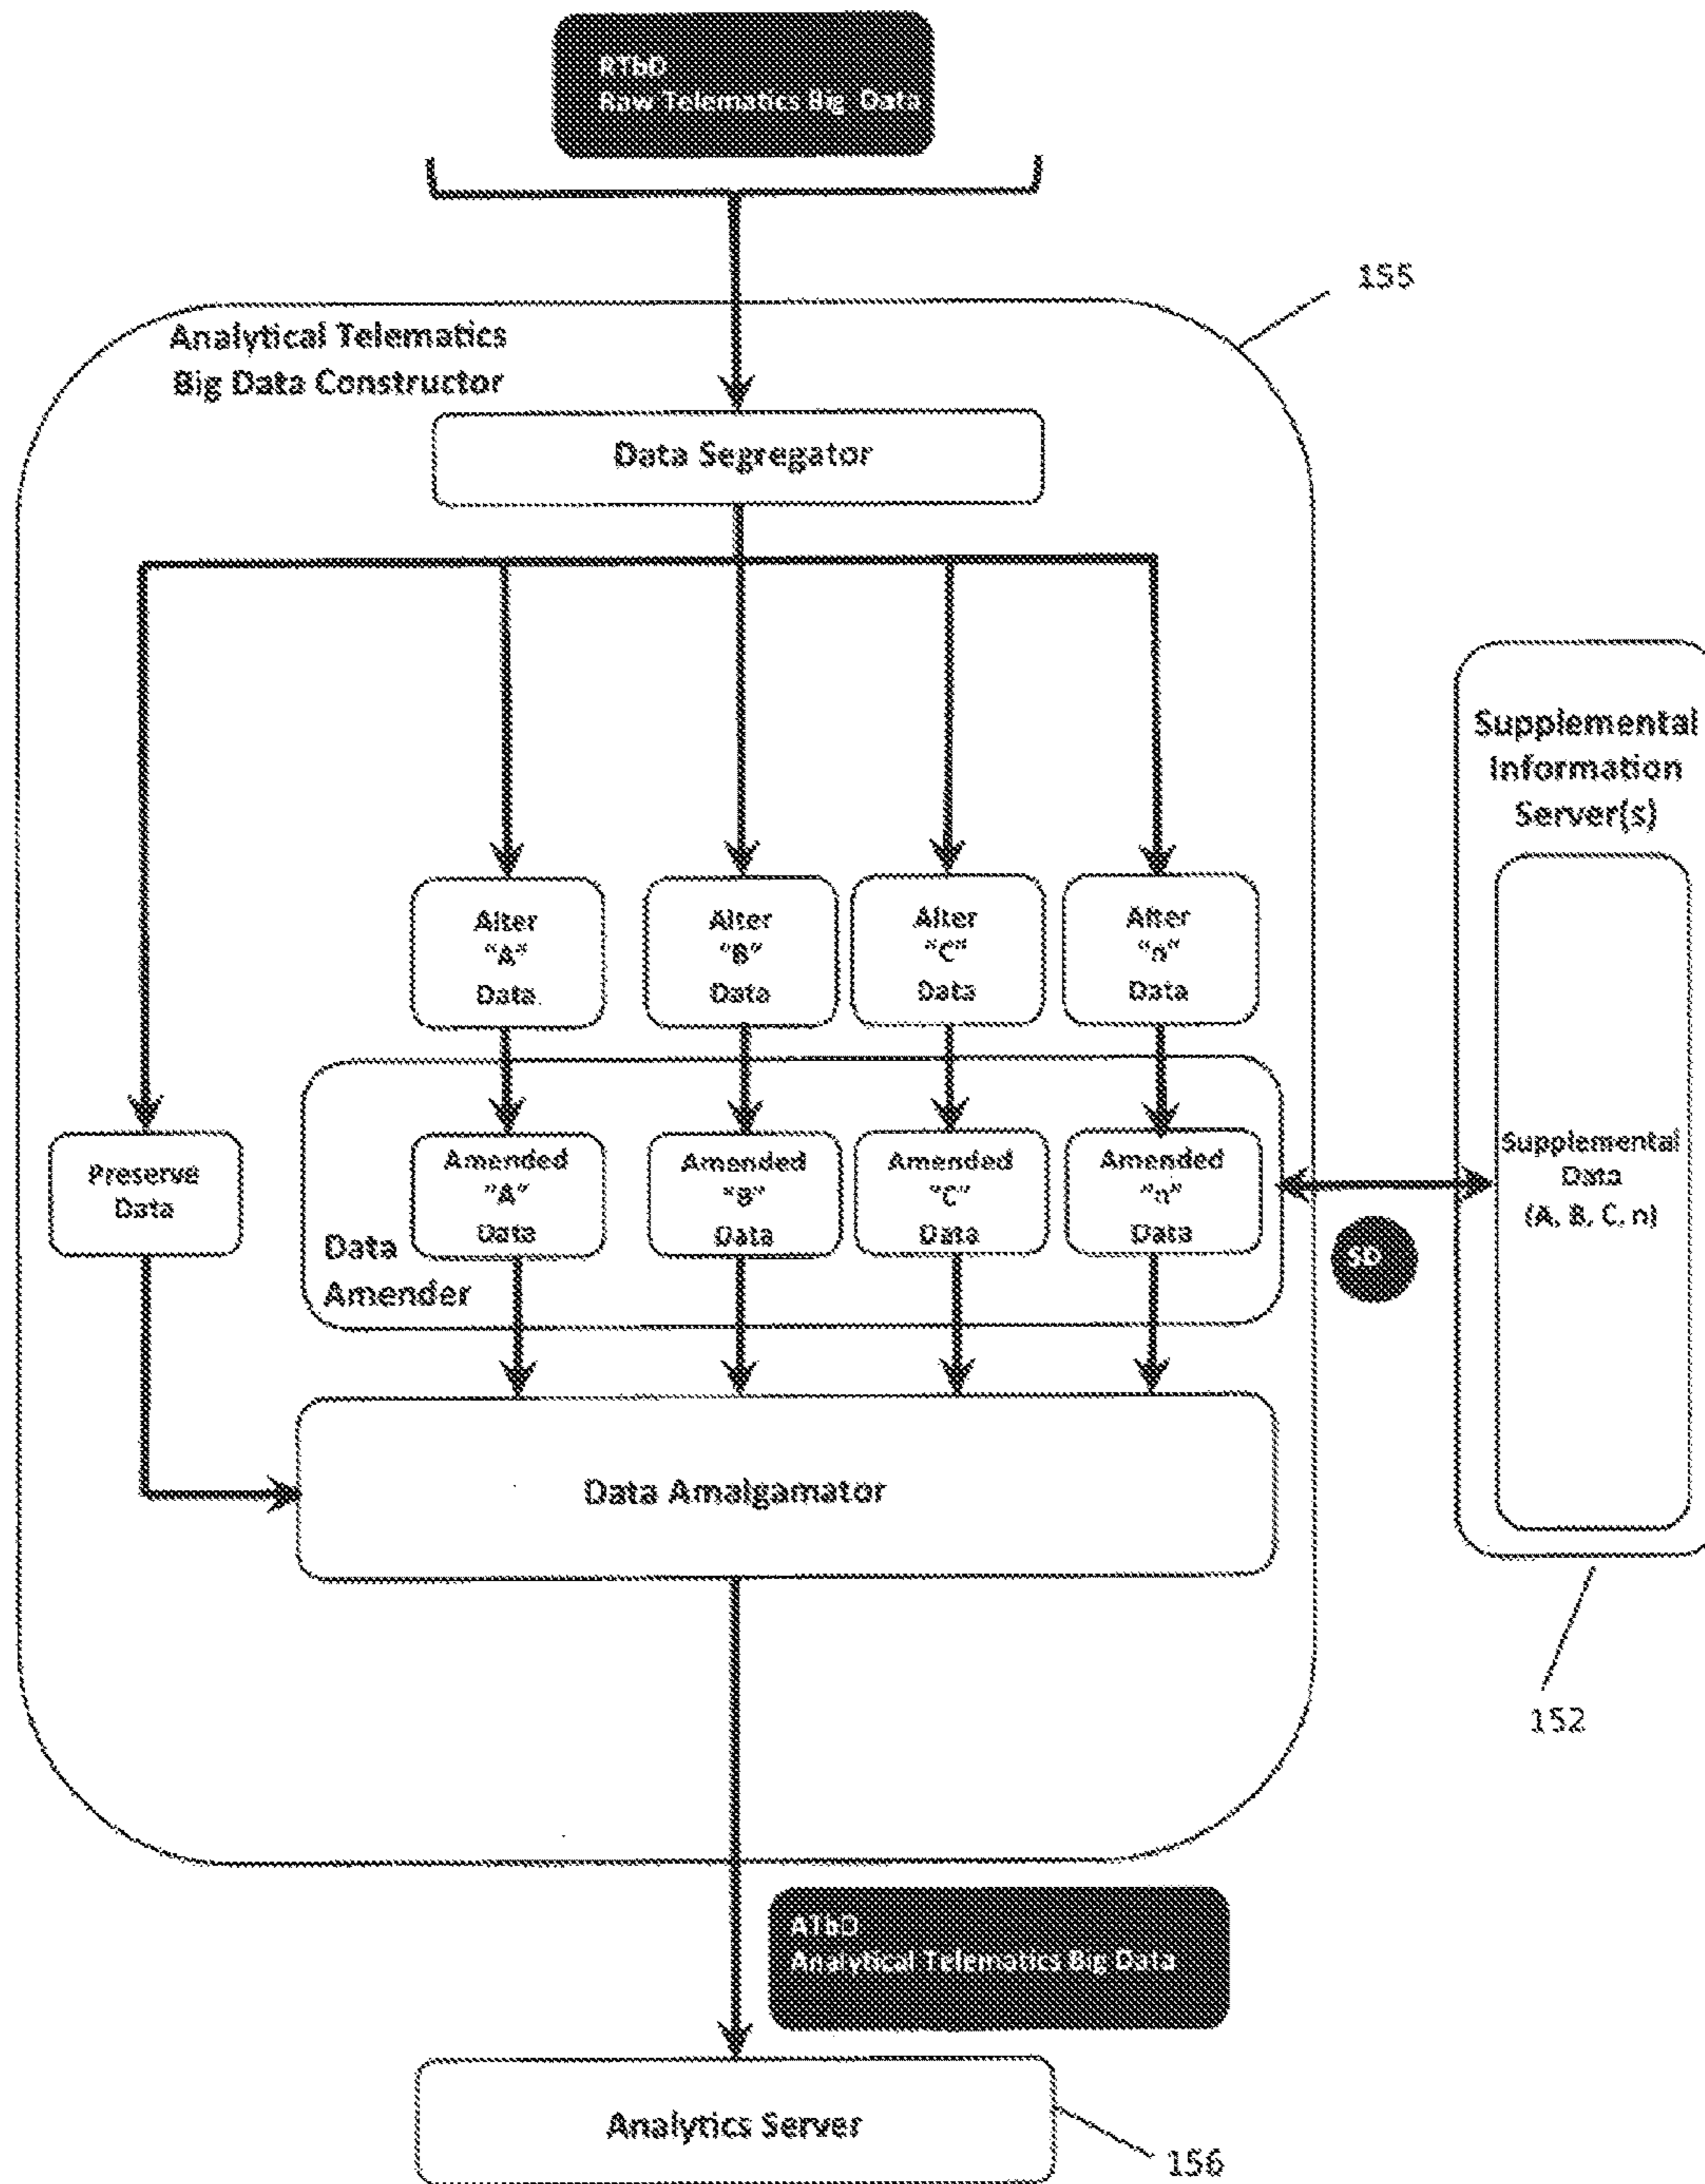 RTbD
Raw Telematics Big Data
155
Analytical Telematics
Big Data Constructor
Data Segregator
Supplemental
Information
Server(s)
Alter
"A"
Data
Alter
"B"
Data
Alter
"C"
Data
Alter
"n"
Data
Preserve
Data
Amended
"A"
Data
Amended
"B"
Data
Amended
"C"
Data
Amended
"n"
Data
Data
Amender
SD
Supplemental
Data
(A, B, C, n)
Data Amalgamator
152
ATbD
Analytical Telematics Big Data
Analytics Server
156